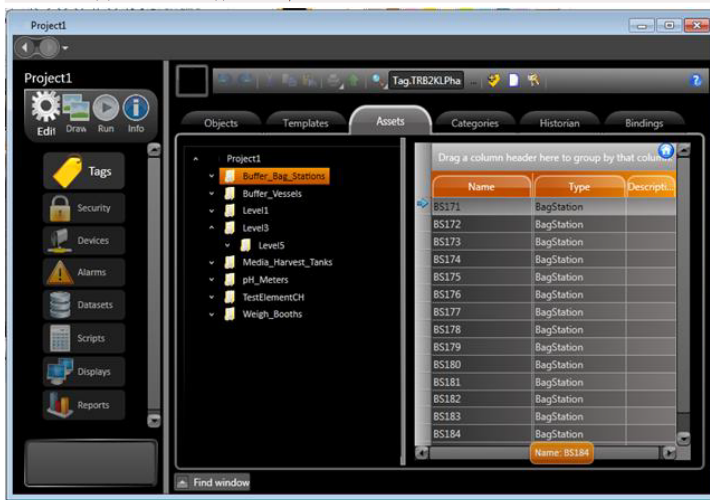 Project1
Project1
Edit Draw Run Info
Tag.TRB2KLPha ...
Objects Templates Assets Categories Historian Bindings
Tags
Security
Devices
Alarms
Datasets
Scripts
Displays
Reports
Project1
Buffer_Bag_Stations
Buffer_Vessels
Level1
Level3
Level5
Media_Harvest_Tanks
pH_Meters
TestElementCH
Weigh_Booths
Drag a column header here to group by that column
Name Type Descripti...
BS171 BagStation
BS172 BagStation
BS173 BagStation
BS174 BagStation
BS175 BagStation
BS176 BagStation
BS177 BagStation
BS178 BagStation
BS179 BagStation
BS180 BagStation
BS181 BagStation
BS182 BagStation
BS183 BagStation
BS184 BagStation
Name: BS184
Find window